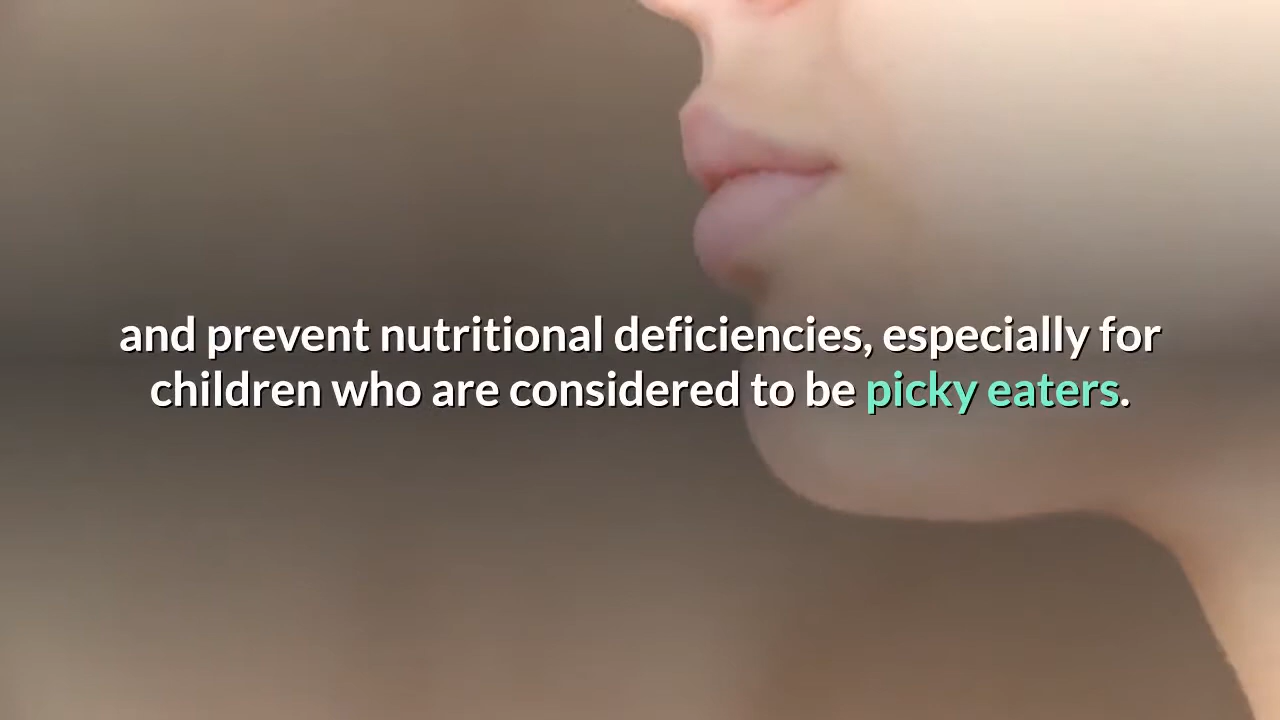 and prevent nutritional deficiencies, especially for
children who are considered to be picky eaters.